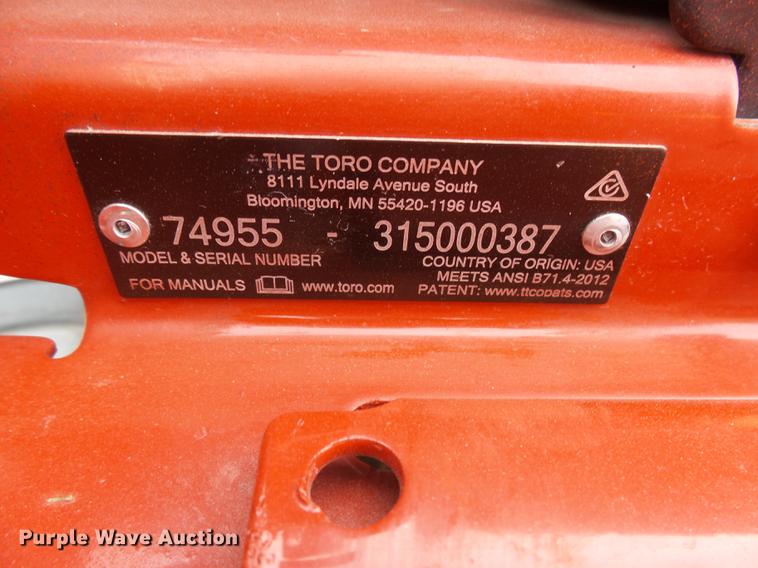 THE TORO COMPANY
8111 Lyndale Avenue South
Bloomington, MN 55420-1196 USA
74955 - 315000387
MODEL & SERIAL NUMBER
COUNTRY OF ORIGIN: USA
MEETS ANSI B71.4-2012
FOR MANUALS www.toro.com
PATENT: www.ttcopats.com
Purple Wave Auction